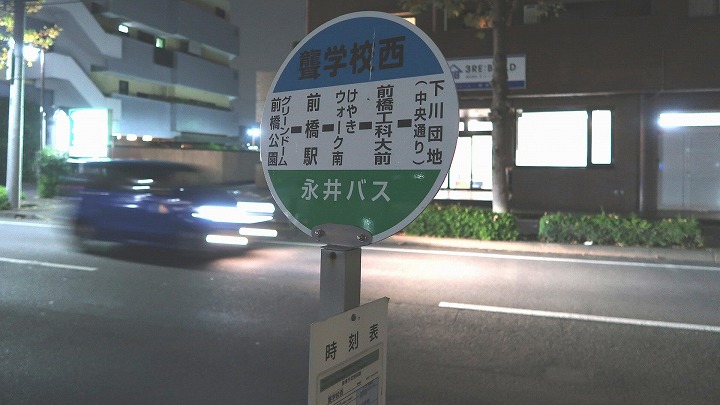 聾学校西
下川団地
(中央通り)
前橋工科大前
けやき
ウォーク南
前橋駅
グリーンドーム
前橋公園
永井バス
時刻表